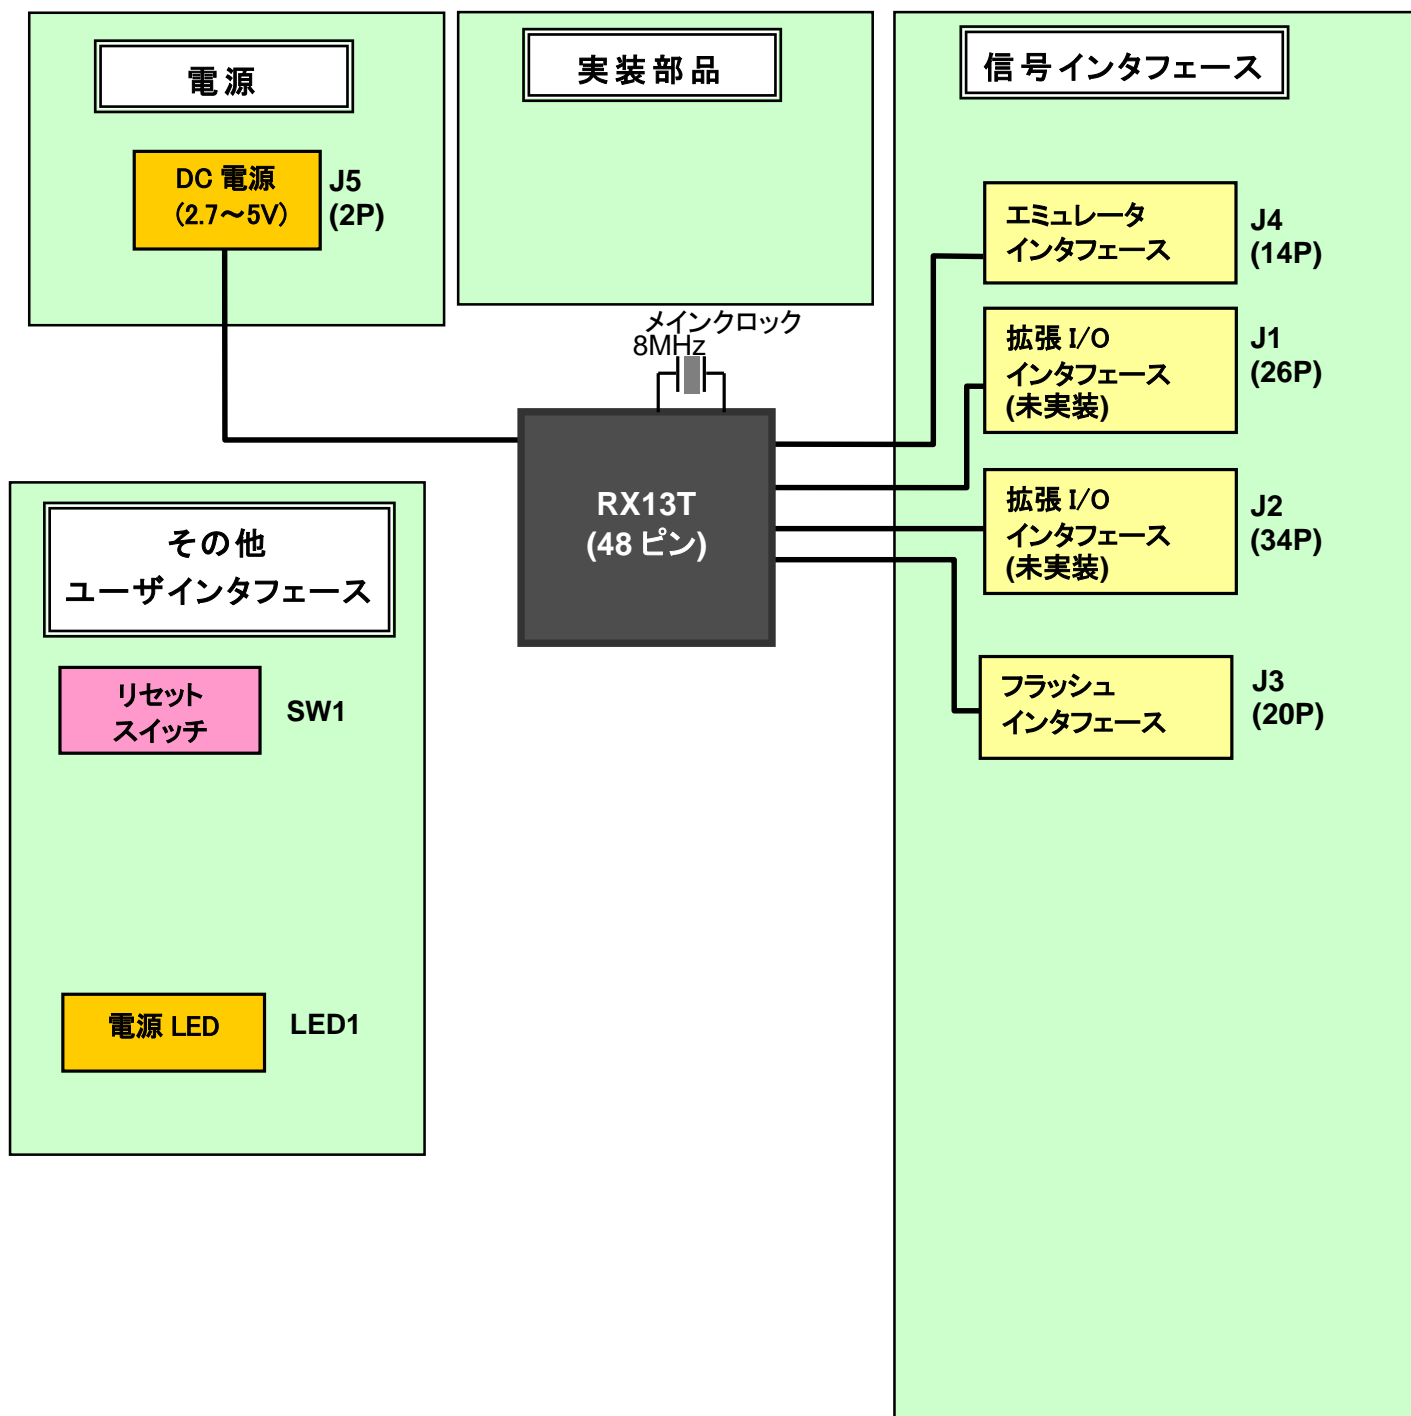 電源
DC 電源
(2.7～5V)
J5
(2P)
実装部品
信号インタフェース
エミュレータ
インタフェース
J4
(14P)
拡張 I/O
インタフェース
(未実装)
J1
(26P)
拡張 I/O
インタフェース
(未実装)
J2
(34P)
フラッシュ
インタフェース
J3
(20P)
メインクロック
8MHz
RX13T
(48 ピン)
その他
ユーザインタフェース
リセット
スイッチ
SW1
電源 LED
LED1